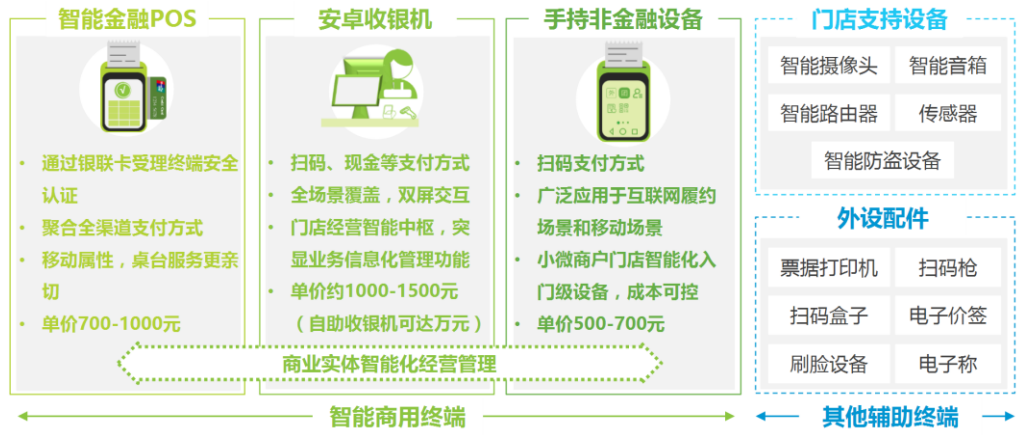 智能金融POS
通过银联卡受理终端安全
认证
聚合全渠道支付方式
移动属性，桌台服务更亲
切
单价700-1000元
安卓收银机
扫码、现金等支付方式
全场景覆盖，双屏交互
门店经营智能中枢，突
显业务信息化管理功能
单价约1000-1500元
（自助收银机可达万元）
手持非金融设备
扫码支付方式
广泛应用于互联网履约
场景和移动场景
小微商户门店智能化入
门级设备，成本可控
单价500-700元
商业实体智能化经营管理
智能商用终端
门店支持设备
智能摄像头
智能音箱
智能路由器
传感器
智能防盗设备
外设配件
票据打印机
扫码枪
扫码盒子
电子价签
刷脸设备
电子称
其他辅助终端